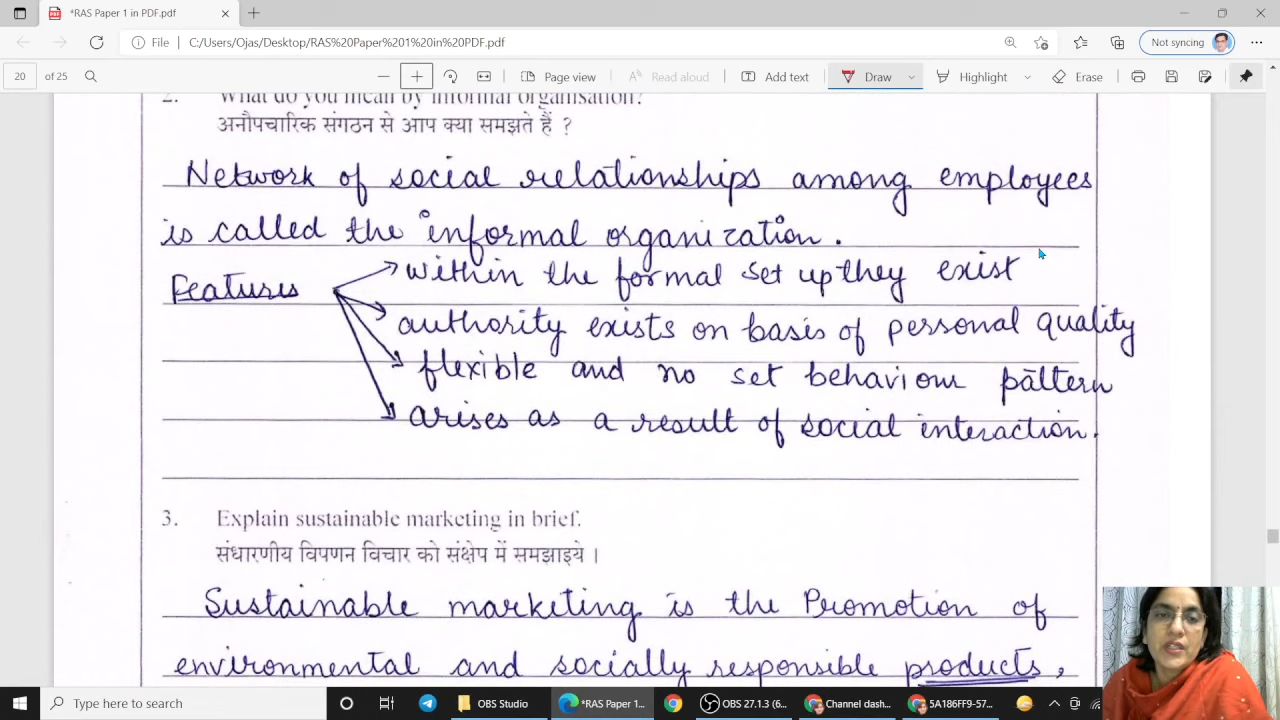 *RAS Paper 1 in PDF.pdf
File C:/Users/Ojas/Desktop/RAS%20Paper%201%20in%20PDF.pdf Not syncing
20 of 25 Page view Read aloud Add text Draw Highlight Erase
2. What do you mean by informal organisation?
अनौपचारिक संगठन से आप क्या समझते हैं ?
Network of social relationships among employees
is called the informal organization.
Features within the formal set up they exist
authority exists on basis of personal quality
flexible and no set behaviour pattern
arises as a result of social interaction.
3. Explain sustainable marketing in brief.
संधारणीय विपणन विचार को संक्षेप में समझाइये ।
Sustainable marketing is the Promotion of
environmental and socially responsible products,
Type here to search OBS Studio *RAS Paper 1... OBS 27.1.3 (6... Channel dash... 5A186FF9-57... ENG